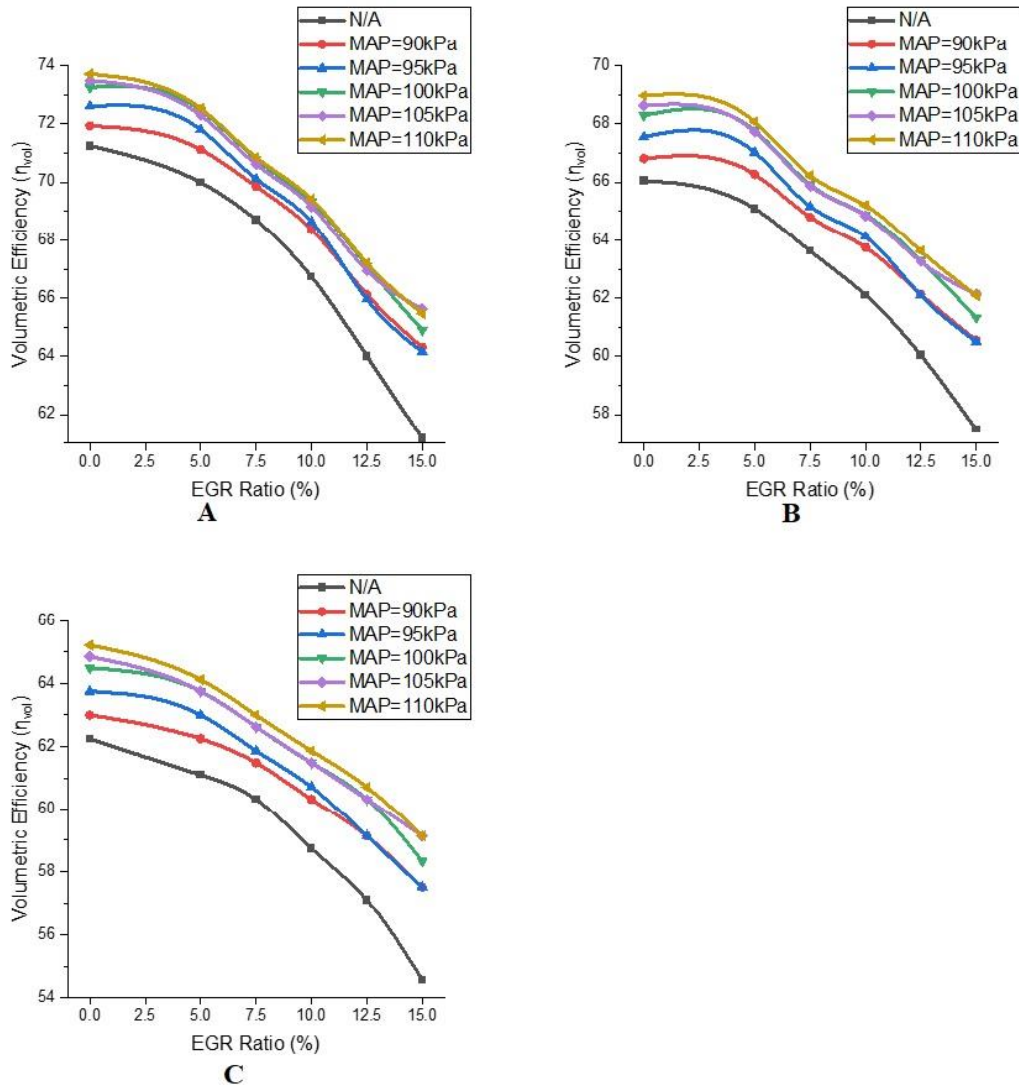 N/A
MAP=90kPa
MAP=95kPa
MAP=100kPa
MAP=105kPa
MAP=110kPa
74
72
70
68
66
64
62
Volumetric Efficiency (ηvol)
0.0 2.5 5.0 7.5 10.0 12.5 15.0
EGR Ratio (%)
A
N/A
MAP=90kPa
MAP=95kPa
MAP=100kPa
MAP=105kPa
MAP=110kPa
70
68
66
64
62
60
58
Volumetric Efficiency (ηvol)
0.0 2.5 5.0 7.5 10.0 12.5 15.0
EGR Ratio (%)
B
N/A
MAP=90kPa
MAP=95kPa
MAP=100kPa
MAP=105kPa
MAP=110kPa
66
64
62
60
58
56
54
Volumetric Efficiency (ηvol)
0.0 2.5 5.0 7.5 10.0 12.5 15.0
EGR Ratio (%)
C